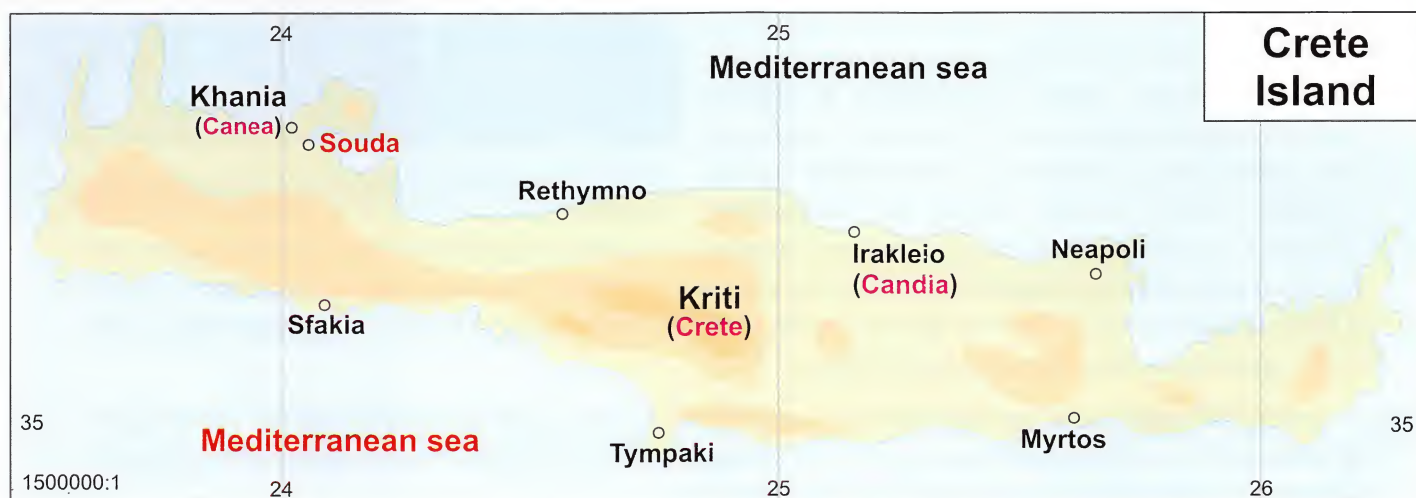 24
25
Mediterranean sea
Crete
Island
Khania
(Canea)
Souda
Rethymno
Irakleio
(Candia)
Neapoli
Kriti
(Crete)
Sfakia
35
Mediterranean sea
Tympaki
Myrtos
35
1500000:1
24
25
26